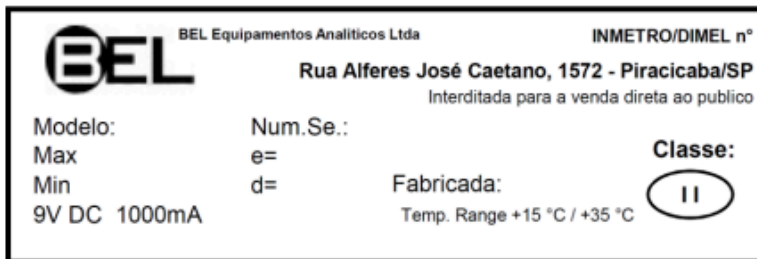 BEL
BEL Equipamentos Analiticos Ltda INMETRO/DIMEL nº
Rua Alferes José Caetano, 1572 - Piracicaba/SP
Interditada para a venda direta ao publico
Modelo: Num.Se.:
Max e= Classe:
Min d= Fabricada: II
9V DC 1000mA Temp. Range +15 °C / +35 °C